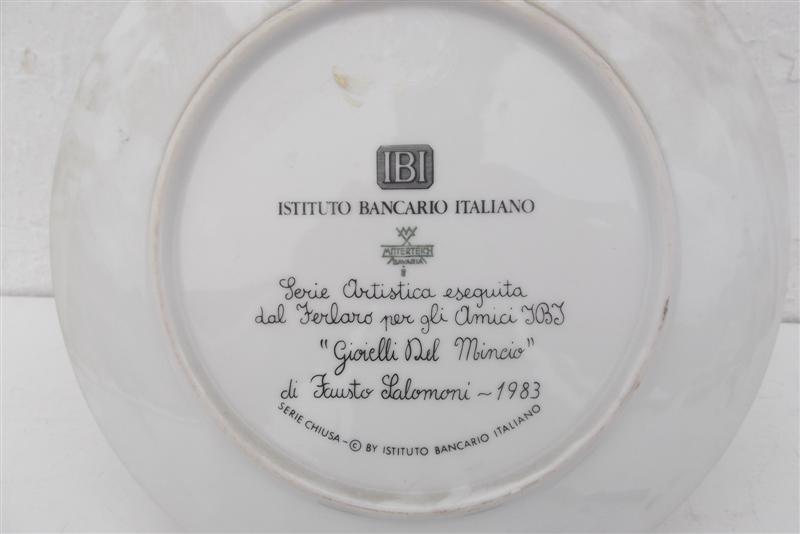 IBI
ISTITUTO BANCARIO ITALIANO
MITTERTEICH
BAVARIA
Serie Artistica eseguita
dal Ferlaro per gli Amici IBI
"Gioielli Del Mincio"
di Fausto Salomoni ~ 1983
SERIE CHIUSA - © BY ISTITUTO BANCARIO ITALIANO